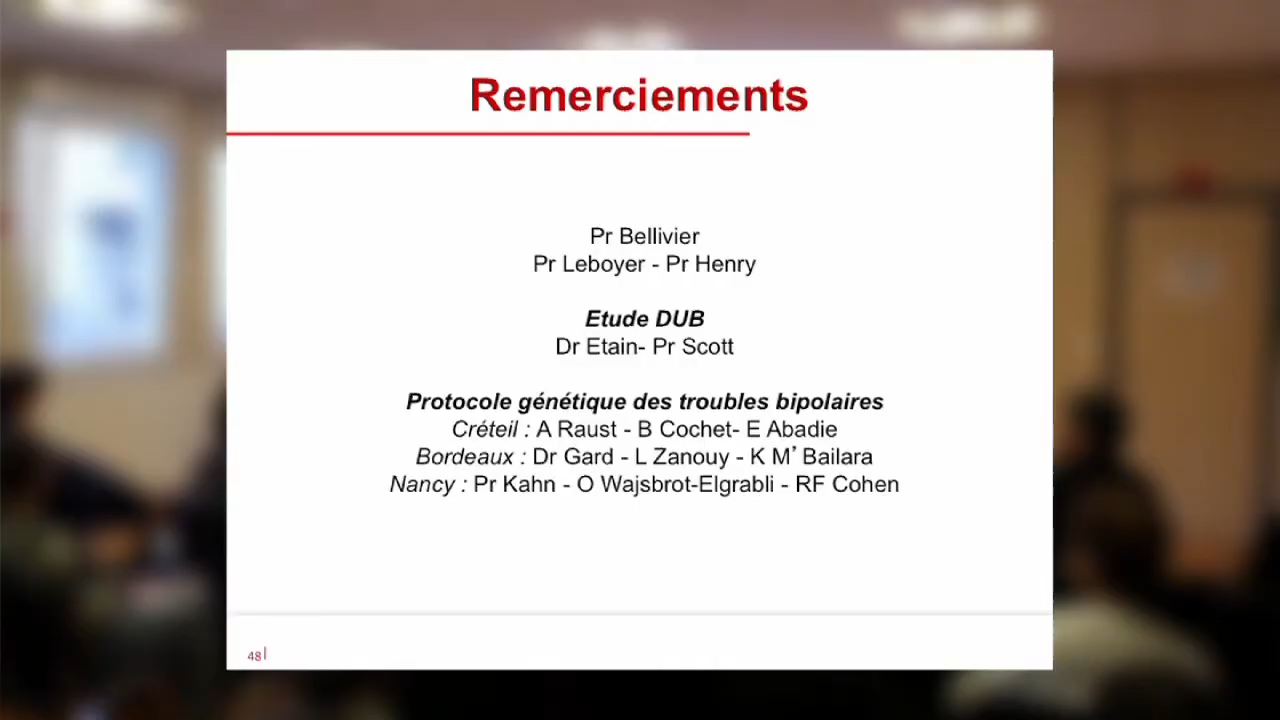 Remerciements
Pr Bellivier
Pr Leboyer - Pr Henry
Etude DUB
Dr Etain- Pr Scott
Protocole génétique des troubles bipolaires
Créteil : A Raust - B Cochet- E Abadie
Bordeaux : Dr Gard - L Zanouy - K M’ Bailara
Nancy : Pr Kahn - O Wajsbrot-Elgrabli - RF Cohen
48